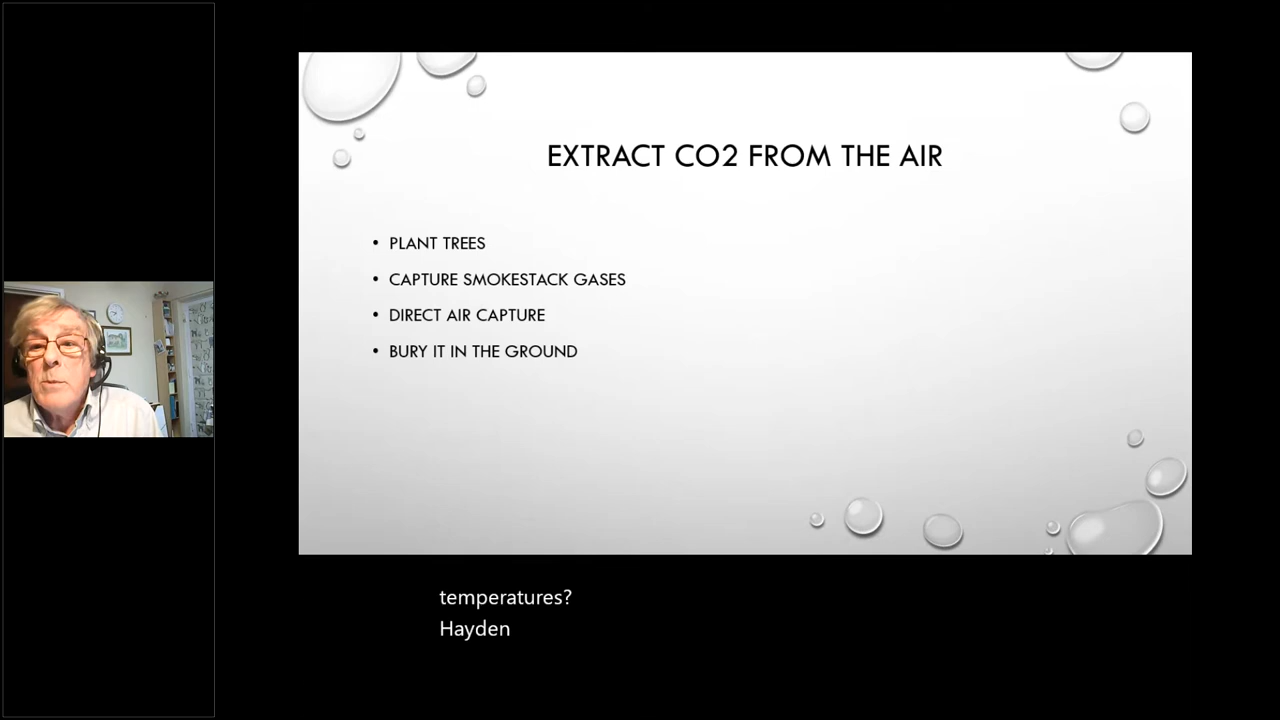 EXTRACT CO2 FROM THE AIR
• PLANT TREES
• CAPTURE SMOKESTACK GASES
• DIRECT AIR CAPTURE
• BURY IT IN THE GROUND
temperatures?
Hayden